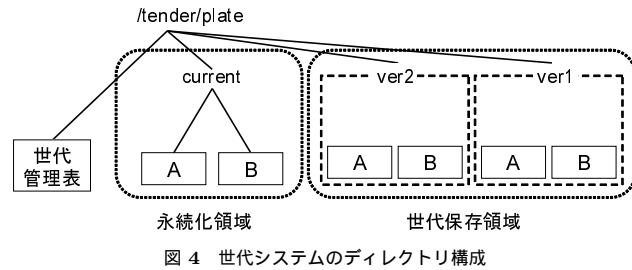 /tender/plate
current
ver2
ver1
世代
管理表
A
B
A
B
A
B
永続化領域
世代保存領域
図 4 世代システムのディレクトリ構成